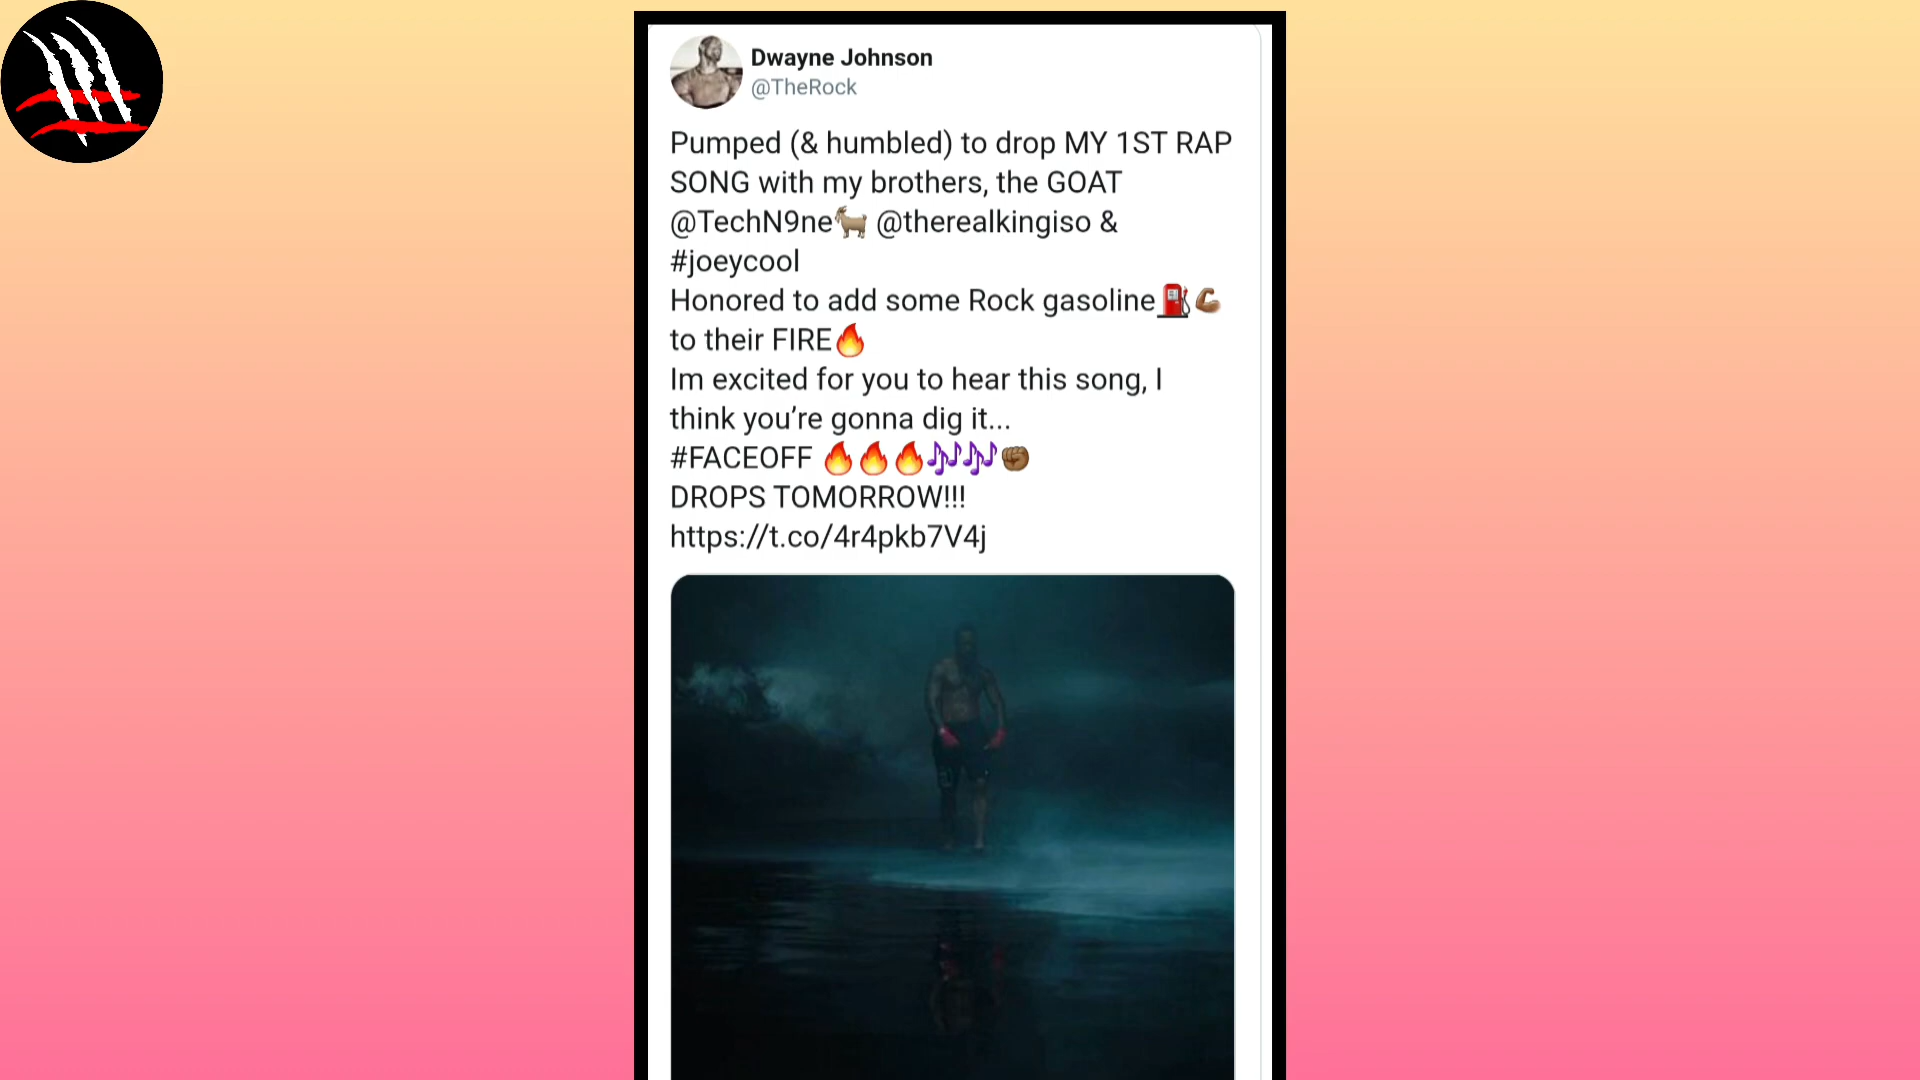 Dwayne Johnson
@TheRock
Pumped (& humbled) to drop MY 1ST RAP
SONG with my brothers, the GOAT
@TechN9ne🐐 @therealkingiso &
#joeycool
Honored to add some Rock gasoline⛽💪🏾
to their FIRE🔥
Im excited for you to hear this song, I
think you’re gonna dig it...
#FACEOFF 🔥🔥🔥🎶🎶✊🏾
DROPS TOMORROW!!!
https://t.co/4r4pkb7V4j